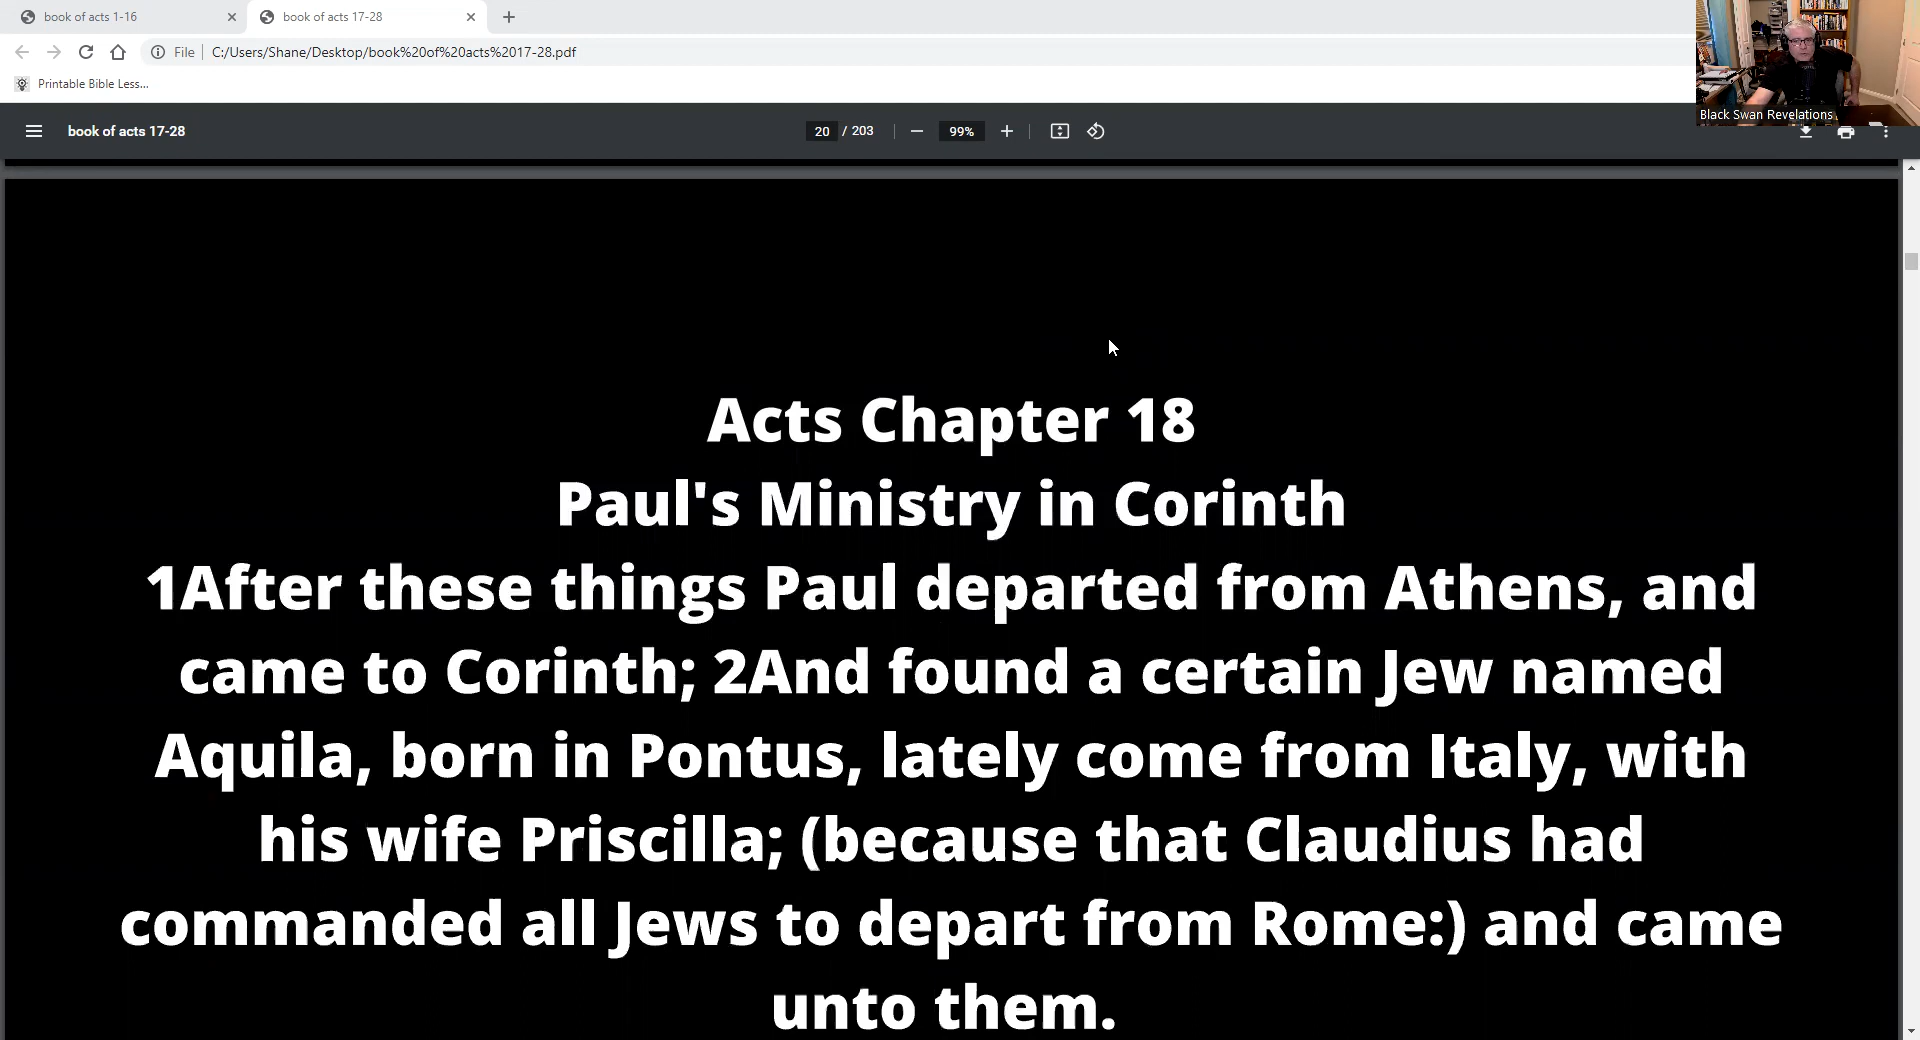 book of acts 1-16
book of acts 17-28
File
C:/Users/Shane/Desktop/book%20of%20acts%2017-28.pdf
Printable Bible Less...
book of acts 17-28
20 / 203
99%
Black Swan Revelations
Acts Chapter 18
Paul's Ministry in Corinth
1After these things Paul departed from Athens, and
came to Corinth; 2And found a certain Jew named
Aquila, born in Pontus, lately come from Italy, with
his wife Priscilla; (because that Claudius had
commanded all Jews to depart from Rome:) and came
unto them.